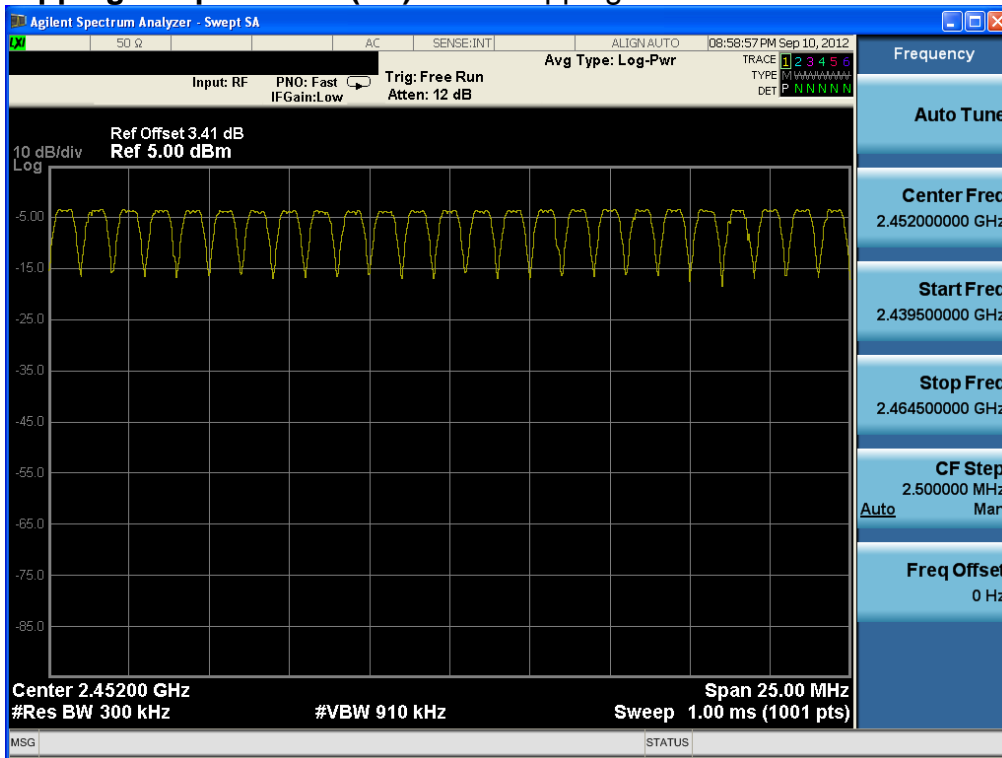 Agilent Spectrum Analyzer - Swept SA
LXI 50 Ω AC SENSE:INT ALIGN AUTO 08:58:57 PM Sep 10, 2012
Input: RF PNO: Fast IFGain:Low Trig: Free Run Atten: 12 dB Avg Type: Log-Pwr
TRACE 1 2 3 4 5 6
TYPE M
DET P N N N N N
Ref Offset 3.41 dB
10 dB/div Ref 5.00 dBm
Log
-5.00
-15.0
-25.0
-35.0
-45.0
-55.0
-65.0
-75.0
-85.0
Center 2.45200 GHz Span 25.00 MHz
#Res BW 300 kHz #VBW 910 kHz Sweep 1.00 ms (1001 pts)
MSG STATUS
Frequency
Auto Tune
Center Freq
2.452000000 GHz
Start Freq
2.439500000 GHz
Stop Freq
2.464500000 GHz
CF Step
2.500000 MHz
Auto Man
Freq Offset
0 Hz